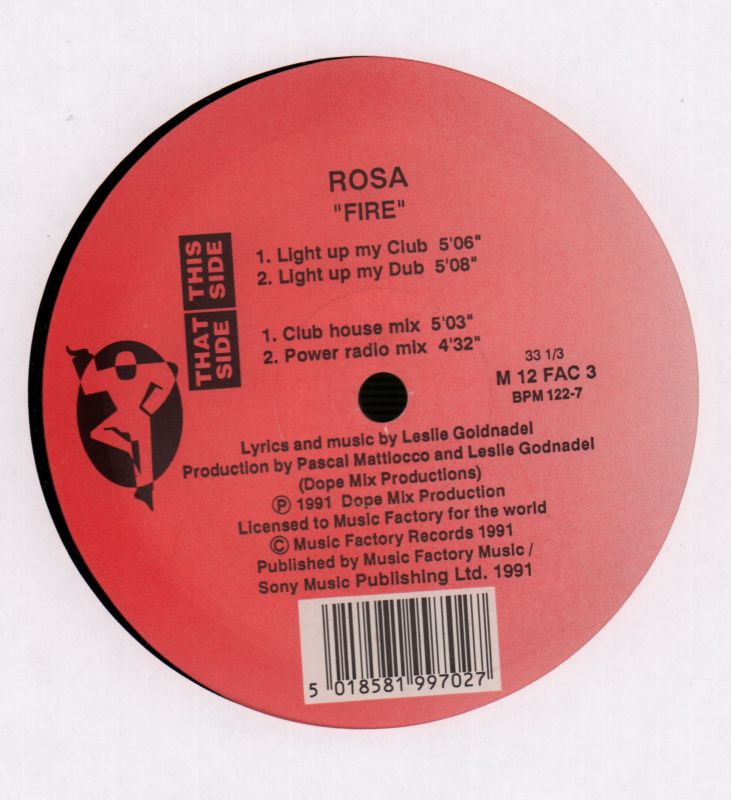 ROSA
"FIRE"
THIS SIDE
1. Light up my Club 5'06"
2. Light up my Dub 5'08"
THAT SIDE
1. Club house mix 5'03"
2. Power radio mix 4'32"
33 1/3
M 12 FAC 3
BPM 122-7
Lyrics and music by Leslie Goldnadel
Production by Pascal Mattiocco and Leslie Godnadel
(Dope Mix Productions)
Ⓟ 1991 Dope Mix Production
Licensed to Music Factory for the world
© Music Factory Records 1991
Published by Music Factory Music /
Sony Music Publishing Ltd. 1991
5 018581 997027